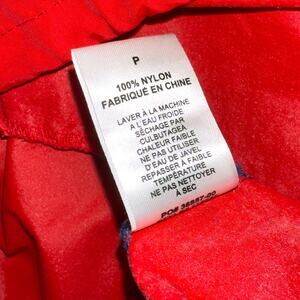 P
100% NYLON
FABRIQUÉ EN CHINE
LAVER À LA MACHINE
A L'EAU FROIDE
SÉCHAGE PAR
CULBUTAGEÀ
CHALEUR FAIBLE
NE PAS UTILISER
D'EAU DE JAVEL
REPASSER À FAIBLE
TEMPÉRATURE
NE PAS NETTOYER
À SEC